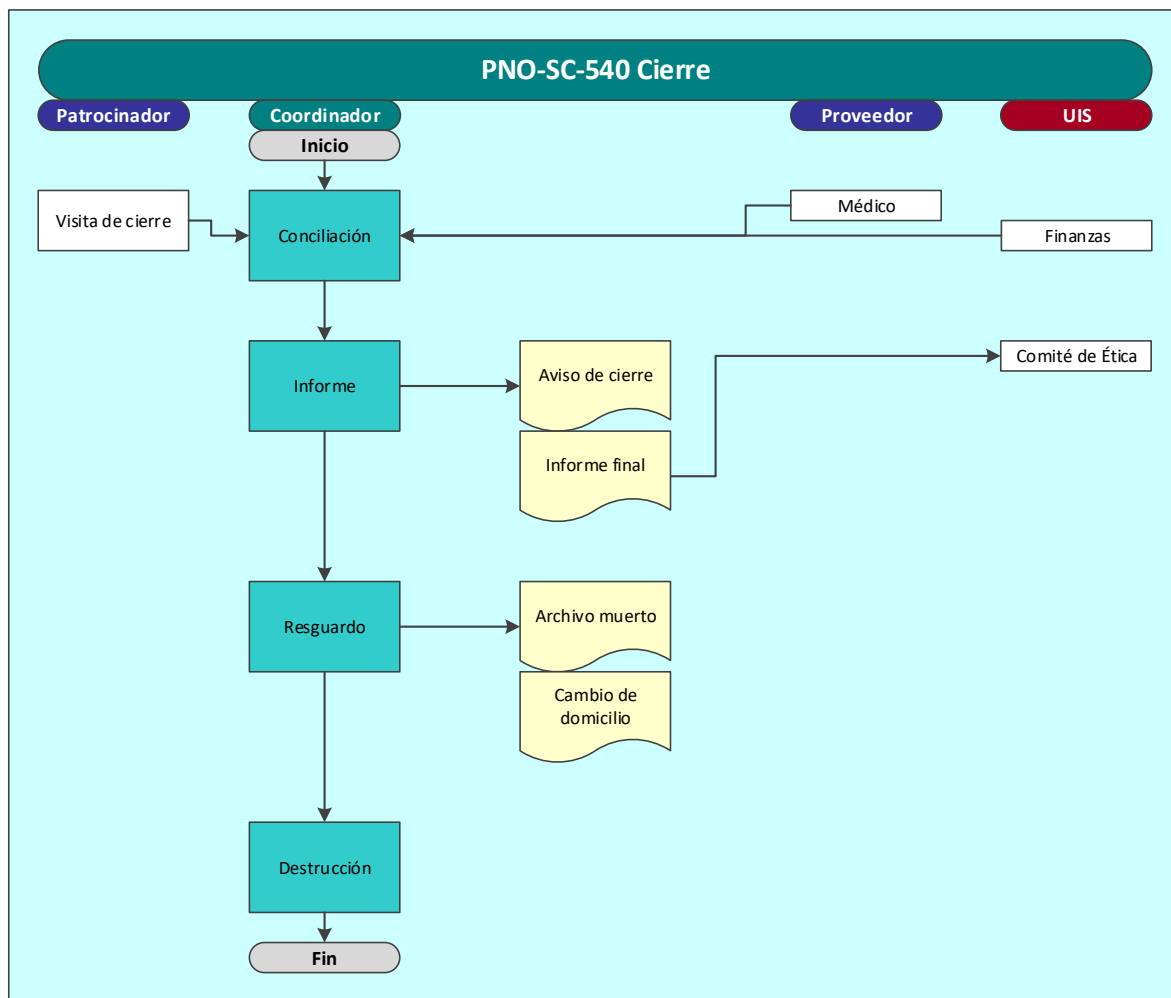 PNO-SC-540 Cierre
Patrocinador
Coordinador
Proveedor
UIS
Inicio
Visita de cierre
Conciliación
Médico
Finanzas
Informe
Aviso de cierre
Comité de Ética
Informe final
Resguardo
Archivo muerto
Cambio de
domicilio
Destrucción
Fin